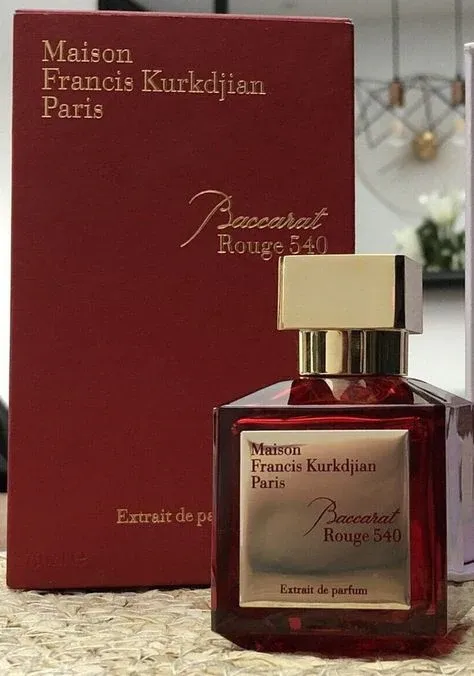 Maison
Francis Kurkdjian
Paris
Baccarat
Rouge 540
Extrait de
Maison
Francis Kurkdjian
Paris
Baccarat
Rouge 540
Extrait de parfum